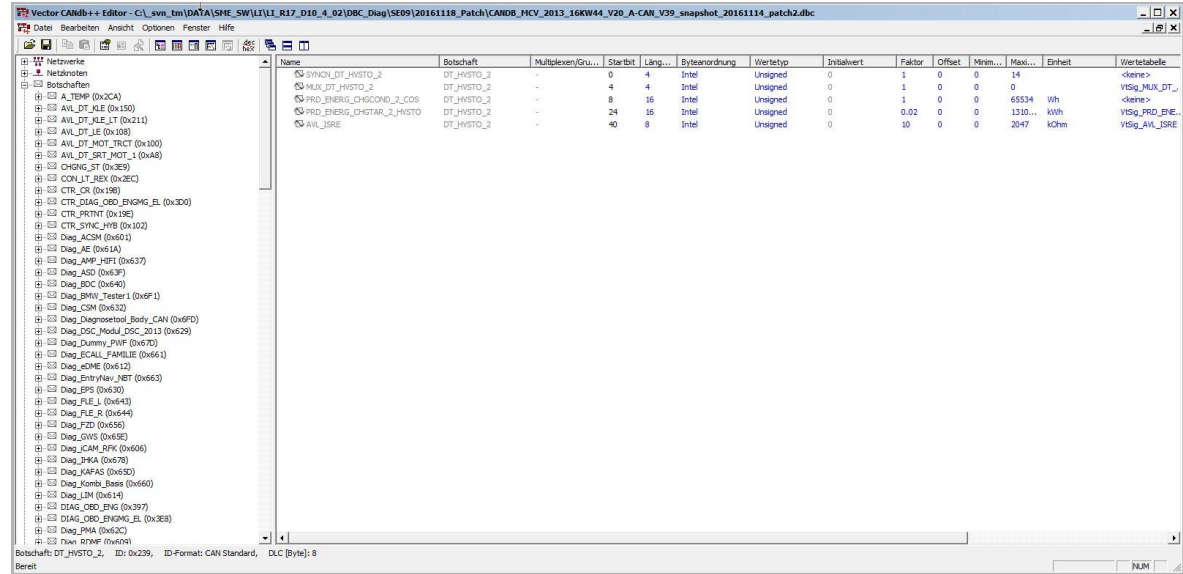 Vector CANdb++ Editor - C:\_svn_tm\DATA\SME_SW\LI\LI_R17_D10_4_02\DBC_Diag\SE09\20161118_Patch\CANDB_MCV_2013_16KW44_V20_A-CAN_V39_snapshot_20161114_patch2.dbc
Datei Bearbeiten Ansicht Optionen Fenster Hilfe
dec hex
Netzwerke
Netzknoten
Botschaften
A_TEMP (0x2CA)
AVL_DT_KLE (0x150)
AVL_DT_KLE_LT (0x211)
AVL_DT_LE (0x108)
AVL_DT_MOT_TRCT (0x100)
AVL_DT_SRT_MOT_1 (0xA8)
CHGNG_ST (0x3E9)
CON_LT_REX (0x2EC)
CTR_CR (0x19B)
CTR_DIAG_OBD_ENGMG_EL (0x3D0)
CTR_PRTNT (0x19E)
CTR_SYNC_HYB (0x102)
Diag_ACSM (0x601)
Diag_AE (0x61A)
Diag_AMP_HIFI (0x637)
Diag_ASD (0x63F)
Diag_BDC (0x640)
Diag_BMW_Tester1 (0x6F1)
Diag_CSM (0x632)
Diag_Diagnosetool_Body_CAN (0x6FD)
Diag_DSC_Modul_DSC_2013 (0x629)
Diag_Dummy_PWF (0x67D)
Diag_ECALL_FAMILIE (0x661)
Diag_eDME (0x612)
Diag_EntryNav_NBT (0x663)
Diag_EPS (0x630)
Diag_FLE_L (0x643)
Diag_FLE_R (0x644)
Diag_FZD (0x656)
Diag_GWS (0x65E)
Diag_iCAM_RFK (0x606)
Diag_IHKA (0x678)
Diag_KAFAS (0x65D)
Diag_Kombi_Basis (0x660)
Diag_LIM (0x614)
DIAG_OBD_ENG (0x397)
DIAG_OBD_ENGMG_EL (0x3E8)
Diag_PMA (0x62C)
Diag_RDME (0x609)
Name Botschaft Multiplexen/Gru... Startbit Läng... Byteanordnung Wertetyp Initialwert Faktor Offset Minim... Maxi... Einheit Wertetabelle
SYNCN_DT_HVSTO_2 DT_HVSTO_2 - 0 4 Intel Unsigned 0 1 0 0 14 <keine>
MUX_DT_HVSTO_2 DT_HVSTO_2 - 4 4 Intel Unsigned 0 1 0 0 0 VtSig_MUX_DT_.
PRD_ENERG_CHGCOND_2_COS DT_HVSTO_2 - 8 16 Intel Unsigned 0 1 0 0 65534 Wh <keine>
PRD_ENERG_CHGTAR_2_HVSTO DT_HVSTO_2 - 24 16 Intel Unsigned 0 0.02 0 0 1310... kWh VtSig_PRD_ENE..
AVL_ISRE DT_HVSTO_2 - 40 8 Intel Unsigned 0 10 0 0 2047 kOhm VtSig_AVL_ISRE
Botschaft: DT_HVSTO_2, ID: 0x239, ID-Format: CAN Standard, DLC [Byte]: 8
Bereit NUM